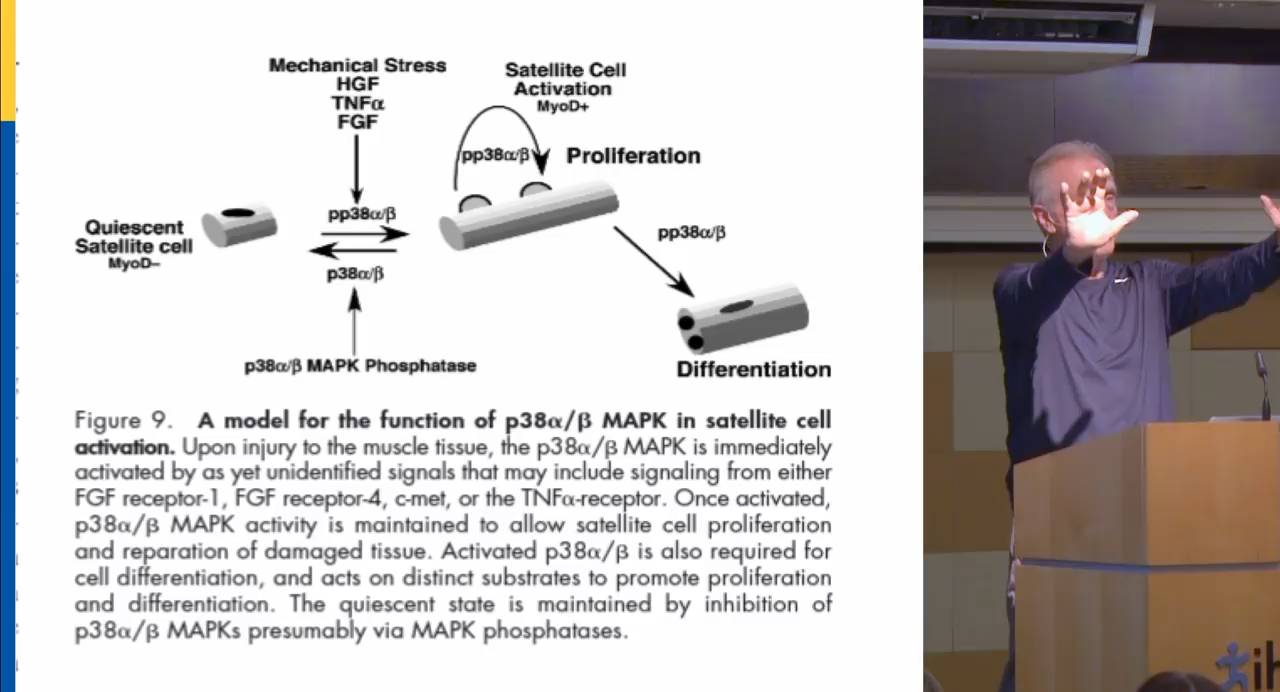 Mechanical Stress
HGF
TNFα
FGF
Satellite Cell
Activation
MyoD+
pp38α/β
Proliferation
Quiescent
Satellite cell
MyoD–
pp38α/β
p38α/β
pp38α/β
p38α/β MAPK Phosphatase
Differentiation
Figure 9. A model for the function of p38α/β MAPK in satellite cell
activation. Upon injury to the muscle tissue, the p38α/β MAPK is immediately
activated by as yet unidentified signals that may include signaling from either
FGF receptor-1, FGF receptor-4, c-met, or the TNFα-receptor. Once activated,
p38α/β MAPK activity is maintained to allow satellite cell proliferation
and reparation of damaged tissue. Activated p38α/β is also required for
cell differentiation, and acts on distinct substrates to promote proliferation
and differentiation. The quiescent state is maintained by inhibition of
p38α/β MAPKs presumably via MAPK phosphatases.